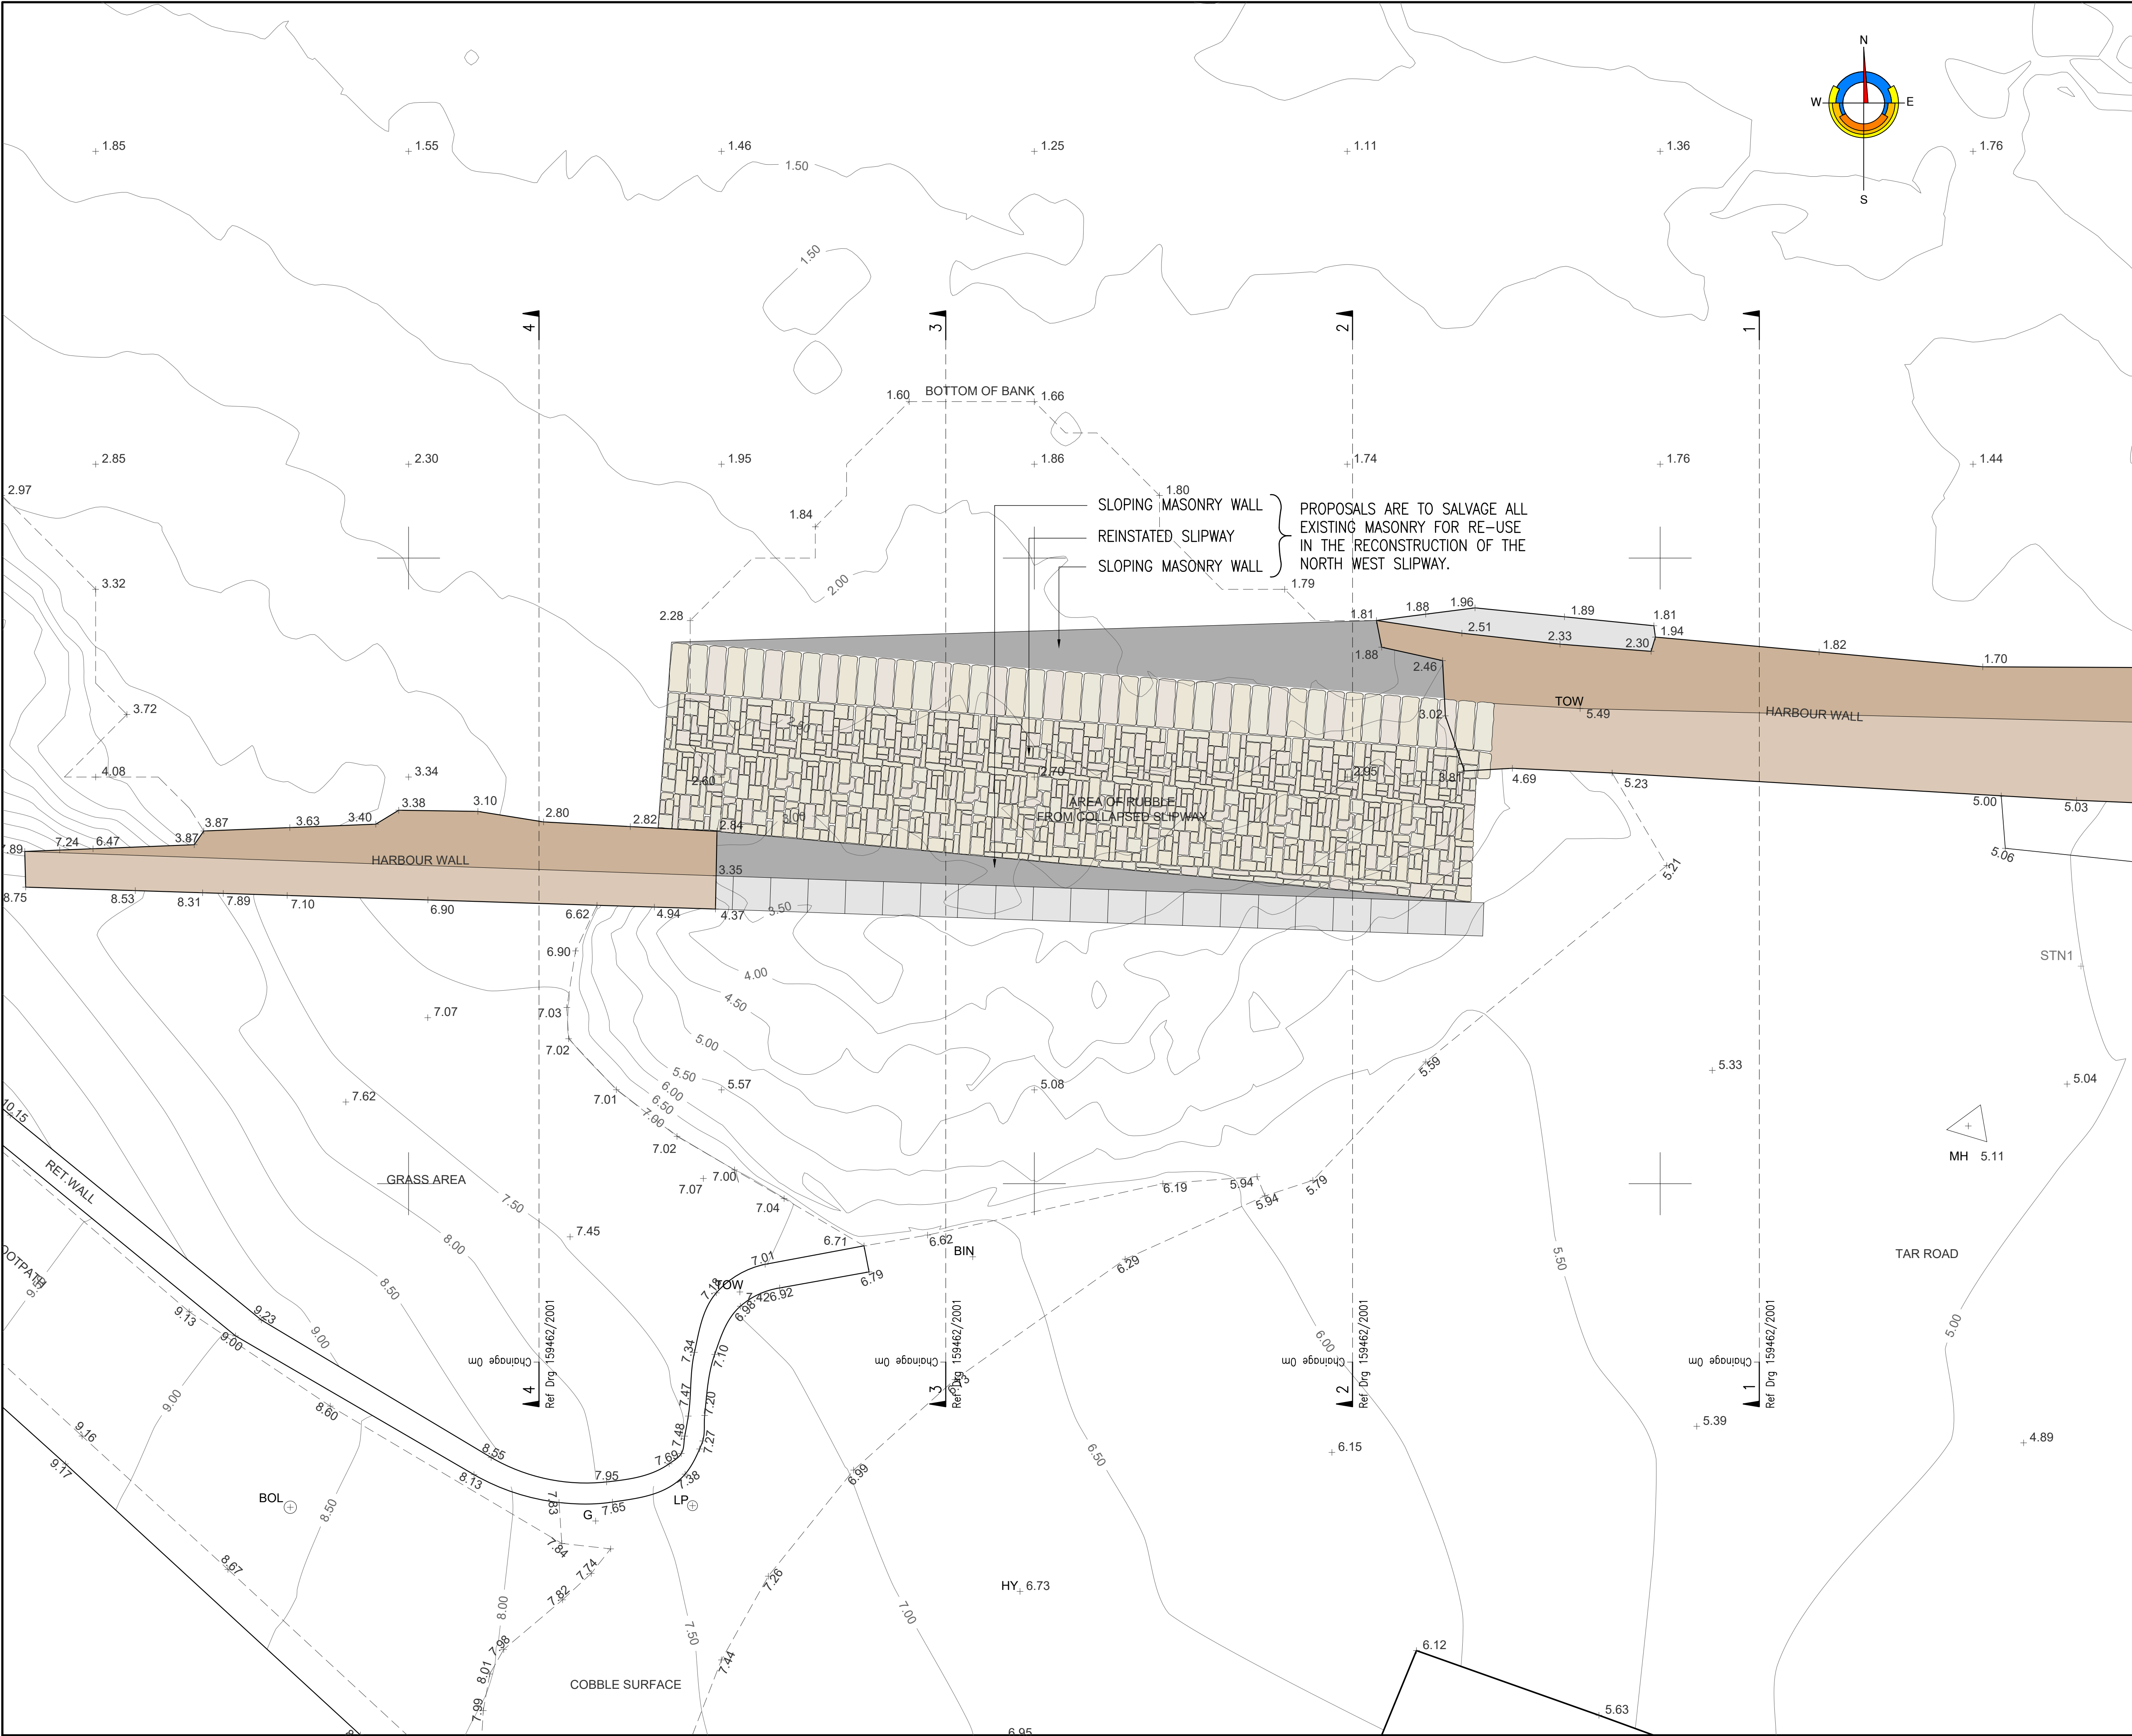 N
W E
S
1.85 1.55 1.46 1.25 1.11 1.36 1.76
1.50
1.50
4 3 2 1
1.60 BOTTOM OF BANK 1.66
2.85 2.30 1.95 1.86 1.74 1.76 1.44
2.97
1.84
1.80
SLOPING MASONRY WALL
REINSTATED SLIPWAY
SLOPING MASONRY WALL
PROPOSALS ARE TO SALVAGE ALL
EXISTING MASONRY FOR RE-USE
IN THE RECONSTRUCTION OF THE
NORTH WEST SLIPWAY.
3.32
2.00
1.79
2.28
1.81 1.88 1.96 1.89 1.81
2.51 2.33 2.30 1.94 1.82
1.88 2.46 1.70
3.72
2.50
3.02 TOW 5.49 HARBOUR WALL
4.08 3.34 2.60 2.70 2.95 3.81 4.69 5.23
AREA OF RUBBLE
FROM COLLAPSED SLIPWAY
3.00
5.00 5.03
3.87 3.63 3.40 3.38 3.10 2.80 2.82 2.84
7.89 7.24 6.47 3.87
HARBOUR WALL 3.35
5.06
5.21
8.75 8.53 8.31 7.89 7.10 6.90 6.62 4.94 4.37 3.50
6.90
STN1
4.00
4.50
7.07 7.03
7.02 5.00
5.50 5.57 5.08
6.00
6.50
7.00
5.59 5.33 5.04
10.15 7.62 7.01
7.02
MH 5.11
RET.WALL
GRASS AREA
7.07 7.00
7.04
6.19 5.94 5.94 5.79
7.50
7.45
8.00
6.71 6.62 BIN
7.01
6.79
6.29
5.50
TAR ROAD
TOW
7.18 7.42 6.92
6.98
8.50
9.13 9.00 9.23 9.00
7.34 7.10
6.00
5.00
Chainage 0m Ref Drg 159462/2001
Chainage 0m Ref Drg 159462/2001
Chainage 0m Ref Drg 159462/2001
Chainage 0m Ref Drg 159462/2001
4 3 2 1
9.00
8.60
7.47 7.20
7.48 7.27
9.16
9.17
8.55
7.69
7.38
6.99
6.50
6.15
5.39
4.89
8.13
7.95
7.83 7.65
BOL
8.50
G
LP
7.84
7.74
7.82
8.67
8.00
7.26
HY 6.73
7.00
7.50
7.98
8.01
7.99
7.44
COBBLE SURFACE
6.12
5.63
6.95